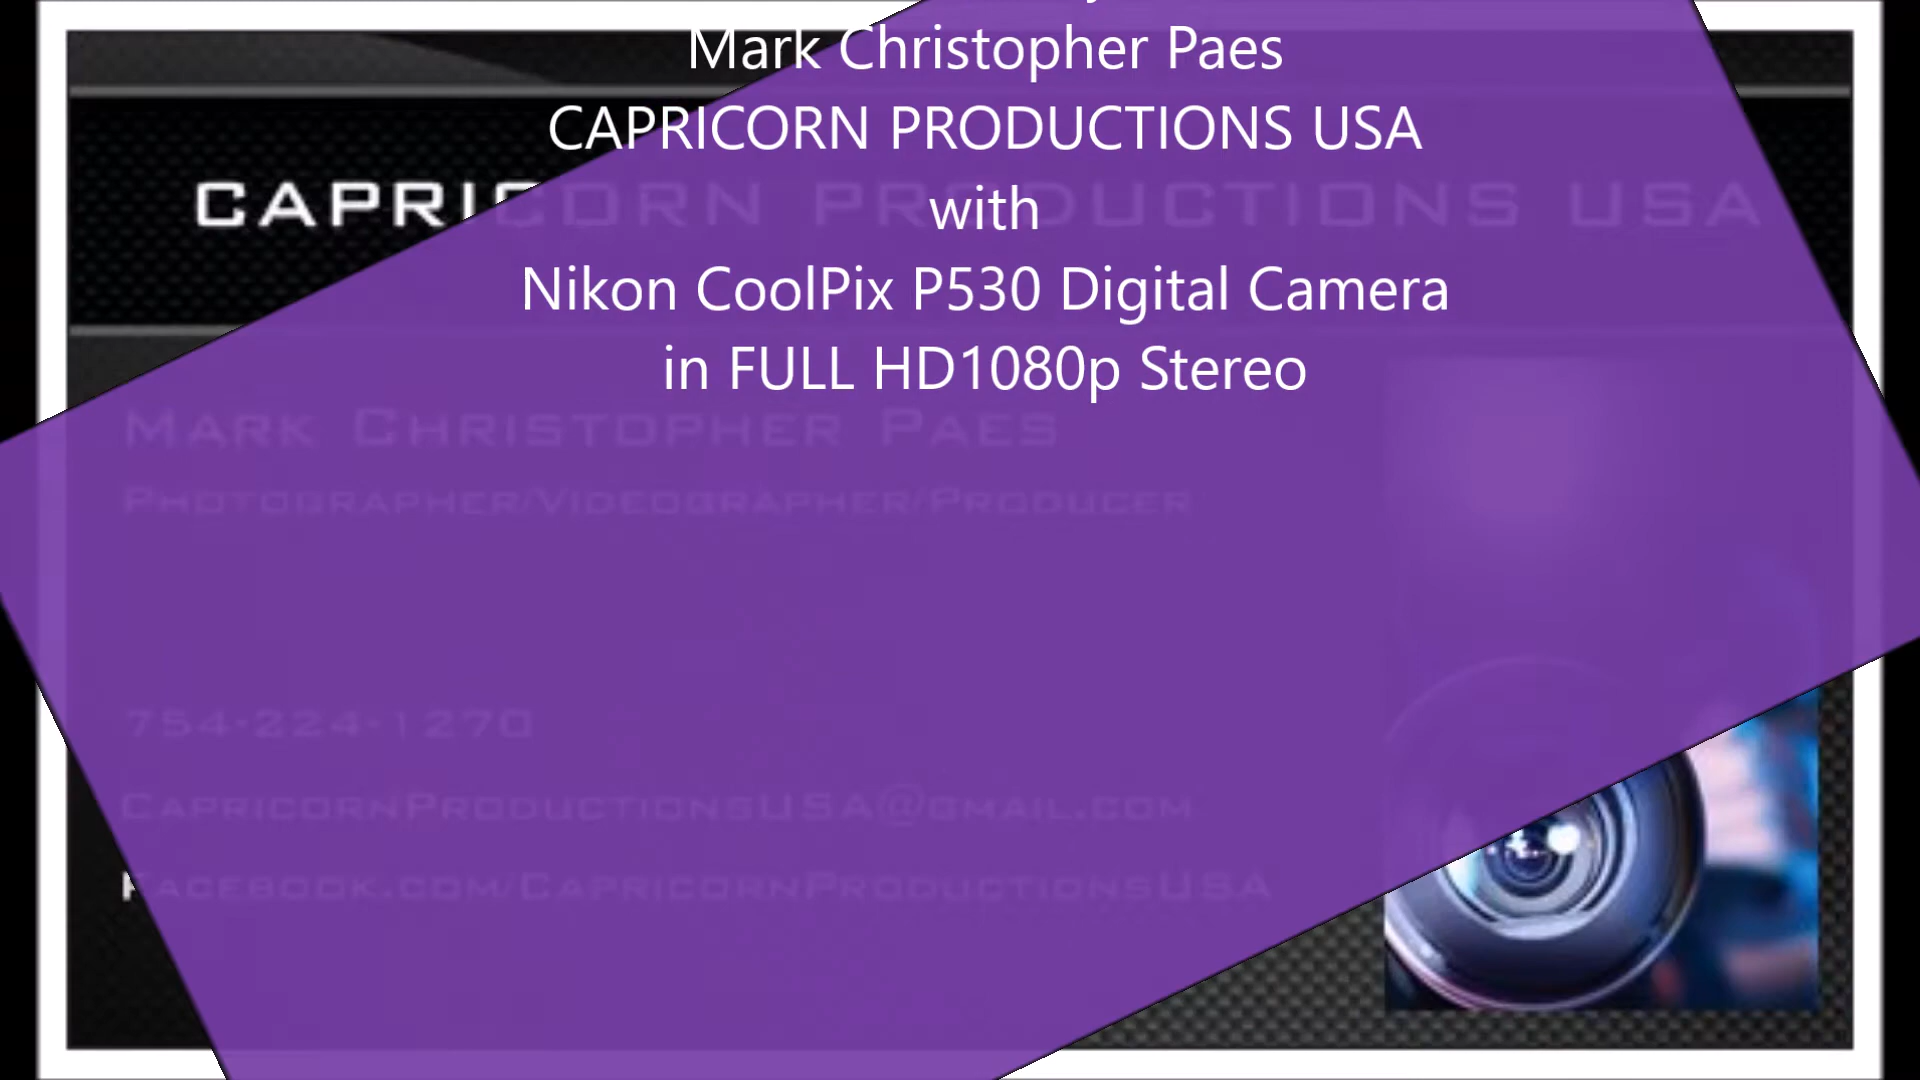 Mark Christopher Paes
CAPRICORN PRODUCTIONS USA
with
Nikon CoolPix P530 Digital Camera
in FULL HD1080p Stereo
CAPRICORN PRODUCTIONS USA
MARK CHRISTOPHER PAES
PHOTOGRAPHER/VIDEOGRAPHER/PRODUCER
754-224-1270
CAPRICORNPRODUCTIONSUSA@GMAIL.COM
FACEBOOK.COM/CAPRICORNPRODUCTIONSUSA